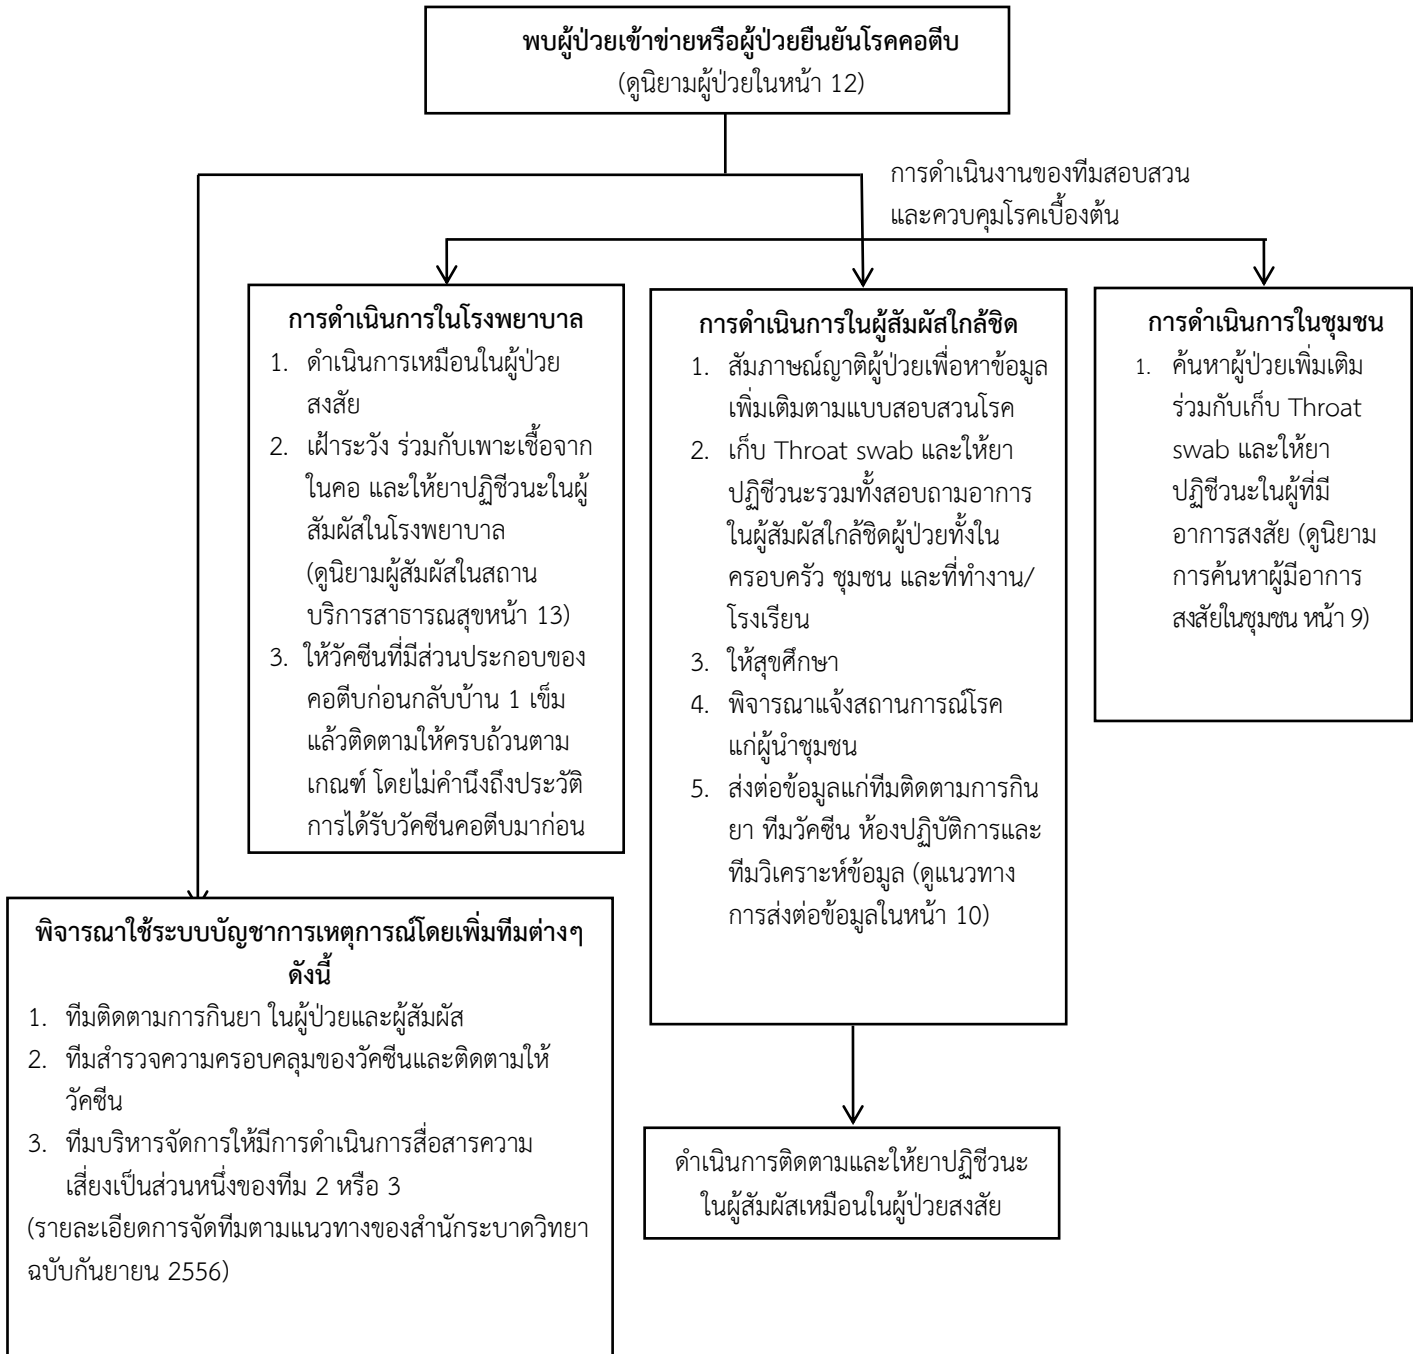 พบผู้ป่วยเข้าข่ายหรือผู้ป่วยยืนยันโรคคอตีบ
(ดูนิยามผู้ป่วยในหน้า 12)
การดำเนินงานของทีมสอบสวน
และควบคุมโรคเบื้องต้น
การดำเนินการในโรงพยาบาล
1. ดำเนินการเหมือนในผู้ป่วย
สงสัย
2. เฝ้าระวัง ร่วมกับเพาะเชื้อจาก
ในคอ และให้ยาปฏิชีวนะในผู้
สัมผัสในโรงพยาบาล
(ดูนิยามผู้สัมผัสในสถาน
บริการสาธารณสุขหน้า 13)
3. ให้วัคซีนที่มีส่วนประกอบของ
คอตีบก่อนกลับบ้าน 1 เข็ม
แล้วติดตามให้ครบถ้วนตาม
เกณฑ์ โดยไม่คำนึงถึงประวัติ
การได้รับวัคซีนคอตีบมาก่อน
การดำเนินการในผู้สัมผัสใกล้ชิด
1. สัมภาษณ์ญาติผู้ป่วยเพื่อหาข้อมูล
เพิ่มเติมตามแบบสอบสวนโรค
2. เก็บ Throat swab และให้ยา
ปฏิชีวนะรวมทั้งสอบถามอาการ
ในผู้สัมผัสใกล้ชิดผู้ป่วยทั้งใน
ครอบครัว ชุมชน และที่ทำงาน/
โรงเรียน
3. ให้สุขศึกษา
4. พิจารณาแจ้งสถานการณ์โรค
แก่ผู้นำชุมชน
5. ส่งต่อข้อมูลแก่ทีมติดตามการกิน
ยา ทีมวัคซีน ห้องปฏิบัติการและ
ทีมวิเคราะห์ข้อมูล (ดูแนวทาง
การส่งต่อข้อมูลในหน้า 10)
การดำเนินการในชุมชน
1. ค้นหาผู้ป่วยเพิ่มเติม
ร่วมกับเก็บ Throat
swab และให้ยา
ปฏิชีวนะในผู้ที่มี
อาการสงสัย (ดูนิยาม
การค้นหาผู้มีอาการ
สงสัยในชุมชน หน้า 9)
พิจารณาใช้ระบบบัญชาการเหตุการณ์โดยเพิ่มทีมต่างๆ
ดังนี้
1. ทีมติดตามการกินยา ในผู้ป่วยและผู้สัมผัส
2. ทีมสำรวจความครอบคลุมของวัคซีนและติดตามให้
วัคซีน
3. ทีมบริหารจัดการให้มีการดำเนินการสื่อสารความ
เสี่ยงเป็นส่วนหนึ่งของทีม 2 หรือ 3
(รายละเอียดการจัดทีมตามแนวทางของสำนักระบาดวิทยา
ฉบับกันยายน 2556)
ดำเนินการติดตามและให้ยาปฏิชีวนะ
ในผู้สัมผัสเหมือนในผู้ป่วยสงสัย